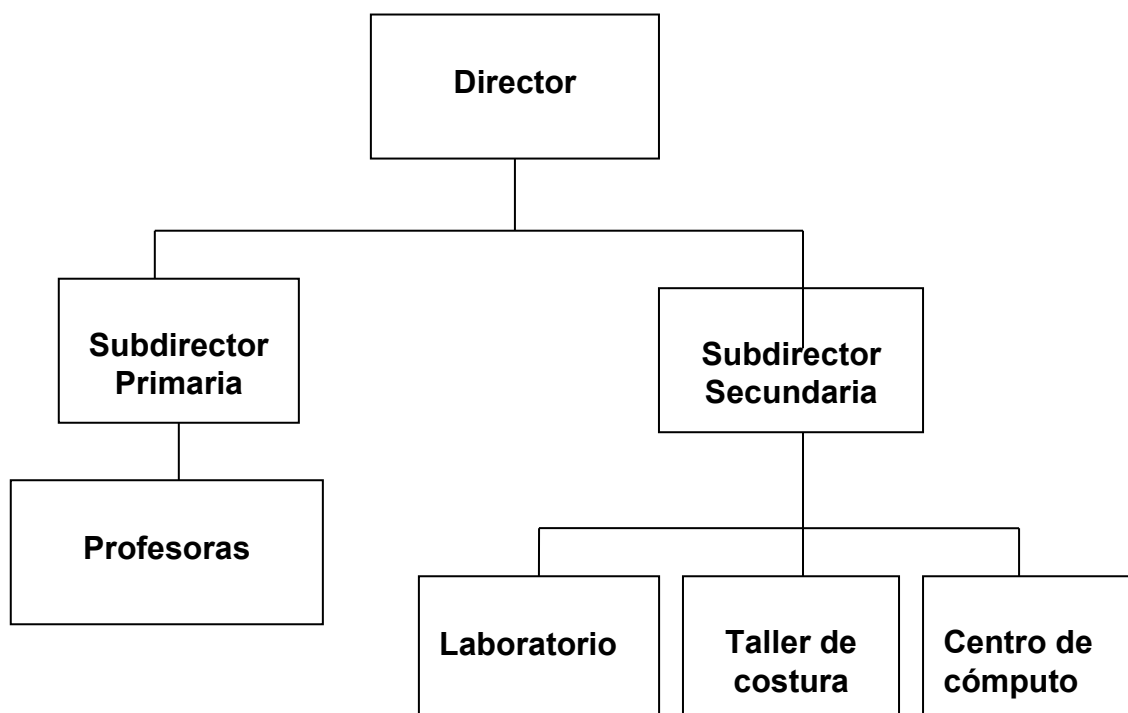 Director
Subdirector
Primaria
Subdirector
Secundaria
Profesoras
Laboratorio
Taller de
costura
Centro de
cómputo